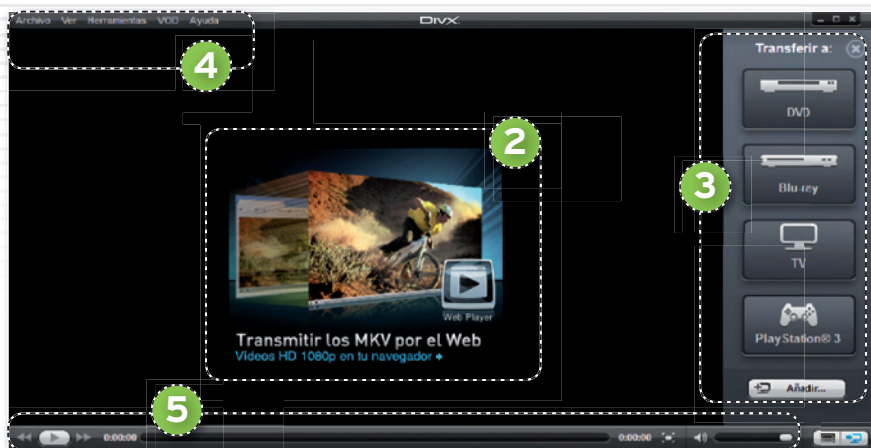 Archivo Ver Herramientas VOD Ayuda
DIVX
4
Transferir a:
DVD
2
3
Blu-ray
TV
Web Player
Transmitir los MKV por el Web
Videos HD 1080p en tu navegador
PlayStation® 3
Añadir...
5
0:00:00
0:00:00